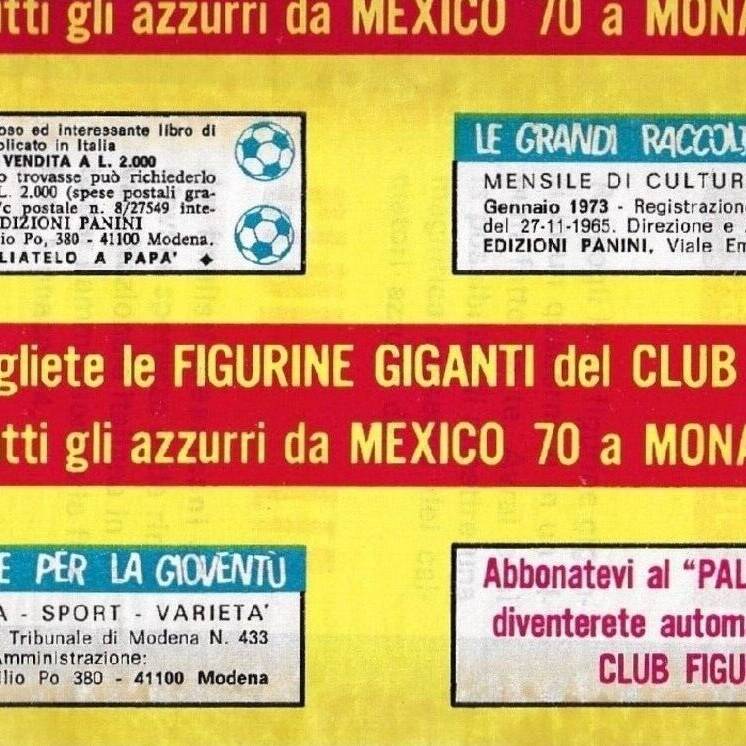 tti gli azzurri da MEXICO 70 a MONA
oso ed interessante libro di
olicato in Italia
VENDITA A L. 2.000
o trovasse può richiederlo
L. 2.000 (spese postali gra-
/c postale n. 8/27549 inte-
DIZIONI PANINI
io Po, 380 - 41100 Modena.
GLIATELO A PAPA' ◆
LE GRANDI RACCOLT
MENSILE DI CULTUR
Gennaio 1973 - Registrazione
del 27-11-1965. Direzione e
EDIZIONI PANINI, Viale Em
gliete le FIGURINE GIGANTI del CLUB
tti gli azzurri da MEXICO 70 a MONA
E PER LA GIOVENTÙ
A - SPORT - VARIETA'
Tribunale di Modena N. 433
Amministrazione:
ilio Po 380 - 41100 Modena
Abbonatevi al "PAL
diventerete autom
CLUB FIGU